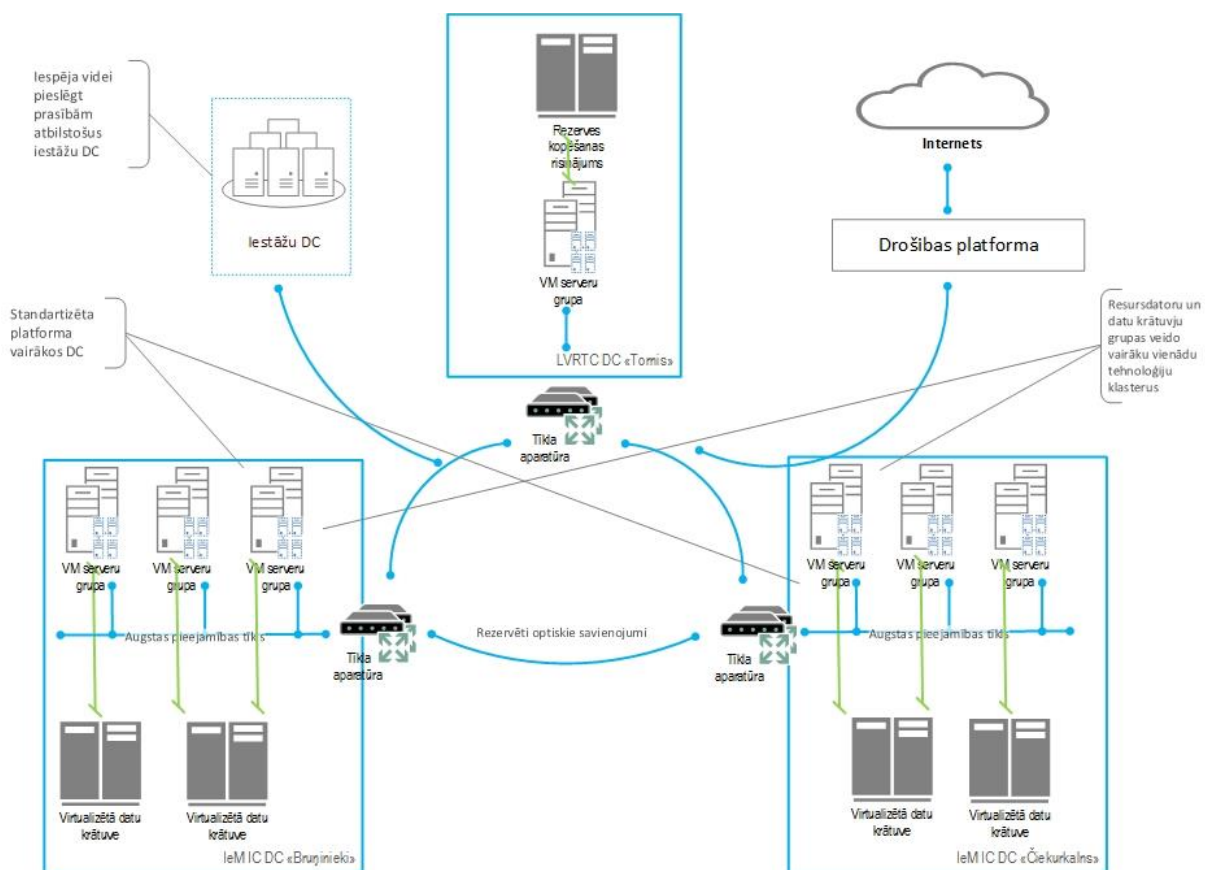 Iespēja videi
pieslēgt
prasībām
atbilstošus
iestāžu DC
Iestāžu DC
Rezerves
kopēšanas
risinājums
VM serveru
grupa
LVRTC DC «Tornis»
Internets
Drošības platforma
Standartizēta
platforma
vairākos DC
Resursdatoru un
datu krātuvju
grupas veido
vairāku vienādu
tehnoloģiju
klasterus
Tīkla
aparatūra
VM serveru
grupa
VM serveru
grupa
VM serveru
grupa
Augstas pieejamības tīkls
Tīkla
aparatūra
Rezervēti optiskie savienojumi
Tīkla
aparatūra
VM serveru
grupa
VM serveru
grupa
VM serveru
grupa
Augstas pieejamības tīkls
Virtualizētā datu
krātuve
Virtualizētā datu
krātuve
IeM IC DC «Bruņinieki»
Virtualizētā datu
krātuve
Virtualizētā datu
krātuve
IeM IC DC «Čiekurkalns»